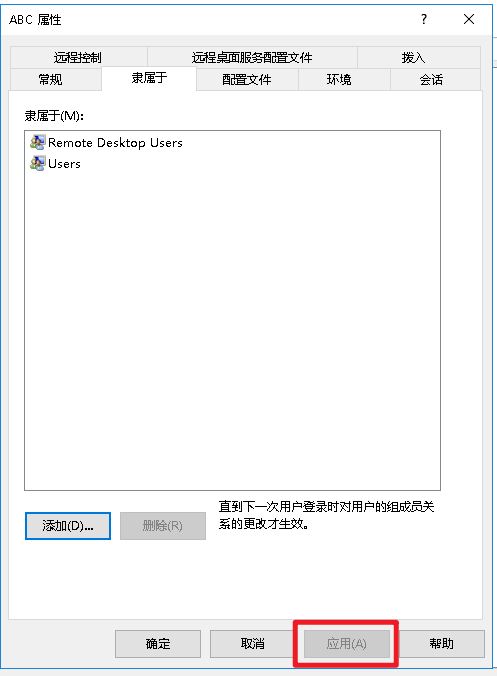 ABC 属性
?
远程控制 远程桌面服务配置文件 拨入
常规 隶属于 配置文件 环境 会话
隶属于(M):
Remote Desktop Users
Users
添加(D)... 删除(R)
直到下一次用户登录时对用户的组成员关
系的更改才生效。
确定 取消 应用(A) 帮助